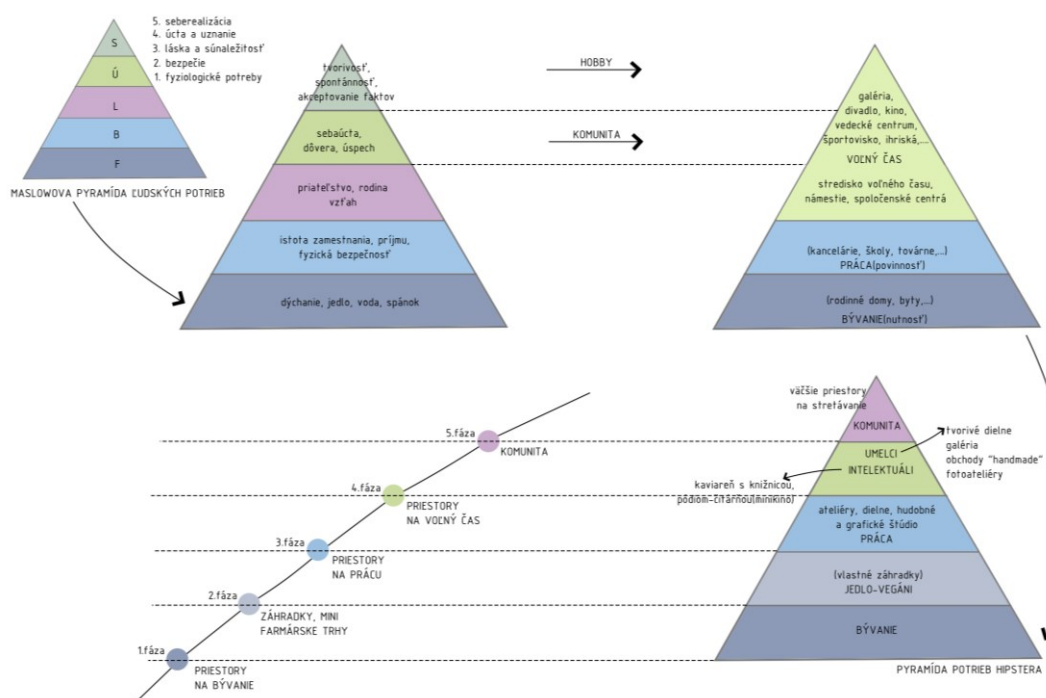 5. seberealizácia
4. úcta a uznanie
3. láska a súnaležitosť
2. bezpečie
1. fyziologické potreby
S
Ú
L
B
F
MASLOWOVA PYRAMÍDA ĽUDSKÝCH POTRIEB
tvorivosť,
spontánnosť,
akceptovanie faktov
sebaúcta,
dôvera, úspech
priateľstvo, rodina
vzťah
istota zamestnania, príjmu,
fyzická bezpečnosť
dýchanie, jedlo, voda, spánok
HOBBY
KOMUNITA
galéria,
divadlo, kino,
vedecké centrum,
športovisko, ihriská,...
VOĽNÝ ČAS
stredisko voľného času,
námestie, spoločenské centrá
(kancelárie, školy, továrne,...)
PRÁCA(povinnosť)
(rodinné domy, byty,...)
BÝVANIE(nutnosť)
5.fáza
KOMUNITA
4.fáza
PRIESTORY
NA VOĽNÝ ČAS
3.fáza
PRIESTORY
NA PRÁCU
2.fáza
ZÁHRADKY, MINI
FARMÁRSKE TRHY
1.fáza
PRIESTORY
NA BÝVANIE
väčšie priestory
na stretávanie
KOMUNITA
UMELCI
INTELEKTUÁLI
tvorivé dielne
galéria
obchody "handmade"
fotoateliéry
kaviareň s knižnicou,
pódiom-čitárňou(minikino)
ateliéry, dielne, hudobné
a grafické štúdio
PRÁCA
(vlastné záhradky)
JEDLO-VEGÁNI
BÝVANIE
PYRAMÍDA POTRIEB HIPSTERA